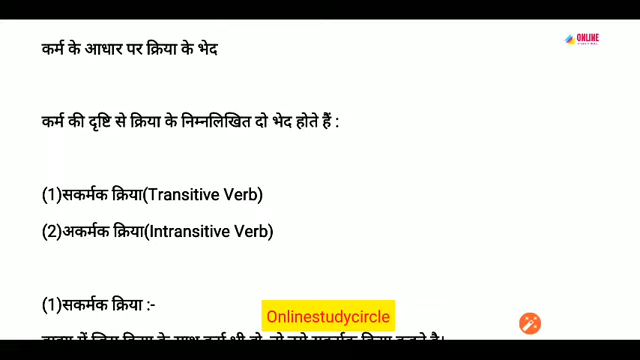 कर्म के आधार पर क्रिया के भेद
ONLINE
कर्म की दृष्टि से क्रिया के निम्नलिखित दो भेद होते हैं :
(1)सकर्मक क्रिया(Transitive Verb)
(2)अकर्मक क्रिया(Intransitive Verb)
(1)सकर्मक क्रिया :-
Onlinestudycircle